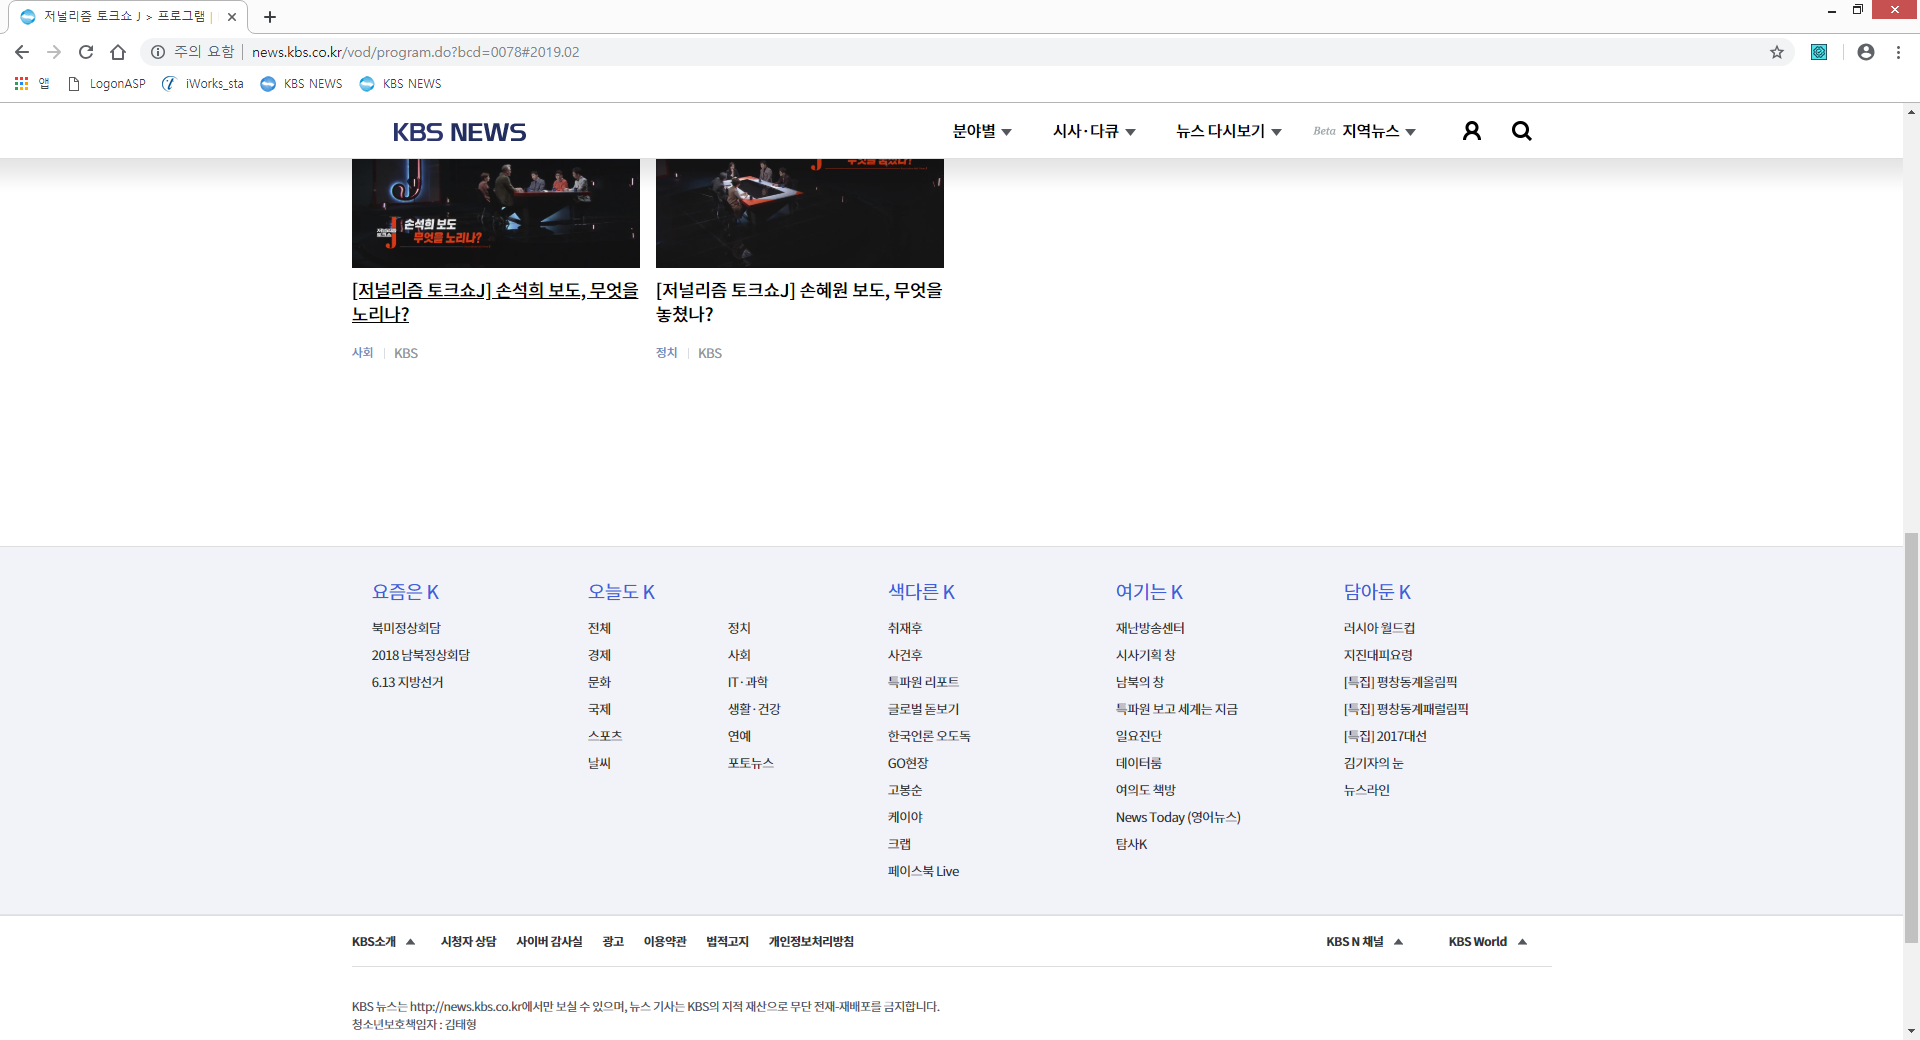 저널리즘 토크쇼 J > 프로그램 |
주의 요함 | news.kbs.co.kr/vod/program.do?bcd=0078#2019.02
앱 LogonASP iWorks_sta KBS NEWS KBS NEWS
KBS NEWS 분야별 시사·다큐 뉴스 다시보기 Beta 지역뉴스
J
저널리즘 토크쇼 J 손석희 보도
무엇을 노리나?
[저널리즘 토크쇼J] 손석희 보도, 무엇을
노리나?
사회 | KBS
J 무엇을 놓쳤나?
[저널리즘 토크쇼J] 손혜원 보도, 무엇을
놓쳤나?
정치 | KBS
요즘은 K
북미정상회담
2018 남북정상회담
6.13 지방선거
오늘도 K
전체 정치
경제 사회
문화 IT·과학
국제 생활·건강
스포츠 연예
날씨 포토뉴스
색다른 K
취재후
사건후
특파원 리포트
글로벌 돋보기
한국언론 오도독
GO현장
고봉순
케이야
크랩
페이스북 Live
여기는 K
재난방송센터
시사기획 창
남북의 창
특파원 보고 세계는 지금
일요진단
데이터룸
여의도 책방
News Today (영어뉴스)
탐사K
담아둔 K
러시아 월드컵
지진대피요령
[특집] 평창동계올림픽
[특집] 평창동계패럴림픽
[특집] 2017대선
김기자의 눈
뉴스라인
KBS소개 시청자 상담 사이버 감사실 광고 이용약관 법적고지 개인정보처리방침 KBS N 채널 KBS World
KBS 뉴스는 http://news.kbs.co.kr에서만 보실 수 있으며, 뉴스 기사는 KBS의 지적 재산으로 무단 전재-재배포를 금지합니다.
청소년보호책임자 : 김태형